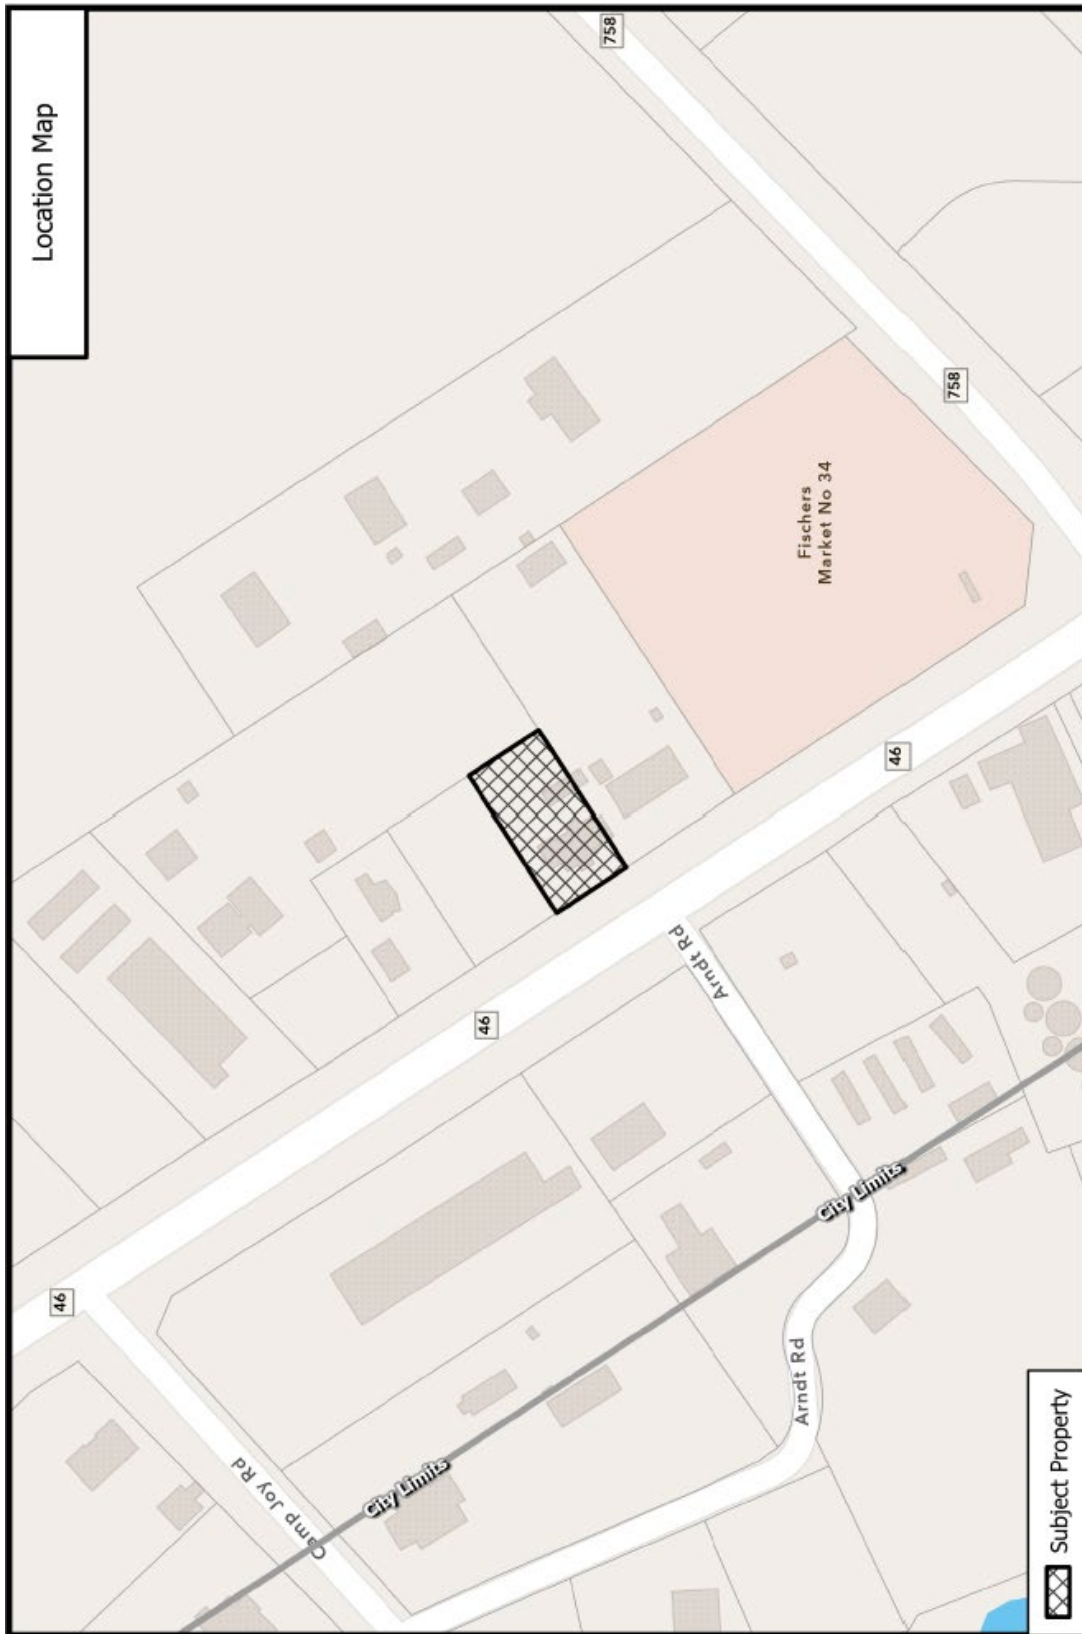 Location Map
758
758
Fischers
Market No 34
46
46
46
Arndt Rd
Arndt Rd
City Limits
City Limits
Camp Joy Rd
Subject Property